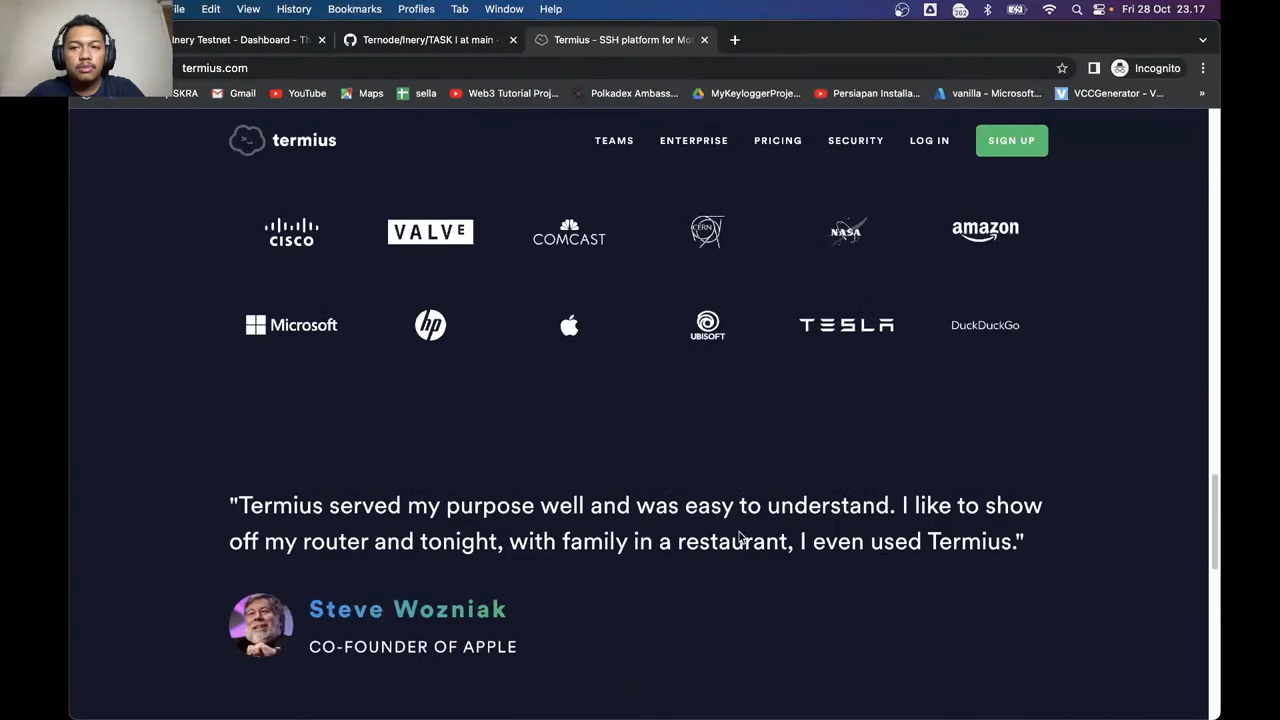 File Edit View History Bookmarks Profiles Tab Window Help 362 Fri 28 Oct 23.17
Inery Testnet - Dashboard - Th Ternode/Inery/TASK I at main · Termius - SSH platform for Mol
termius.com Incognito
SKRA Gmail YouTube Maps sella Web3 Tutorial Proj... Polkadex Ambass... MyKeyloggerProje... Persiapan Installa... vanilla - Microsoft... VCCGenerator - V... »
termius TEAMS ENTERPRISE PRICING SECURITY LOG IN SIGN UP
CISCO VALVE COMCAST CERN NASA amazon
Microsoft hp UBISOFT TESLA DuckDuckGo
"Termius served my purpose well and was easy to understand. I like to show
off my router and tonight, with family in a restaurant, I even used Termius."
Steve Wozniak
CO-FOUNDER OF APPLE